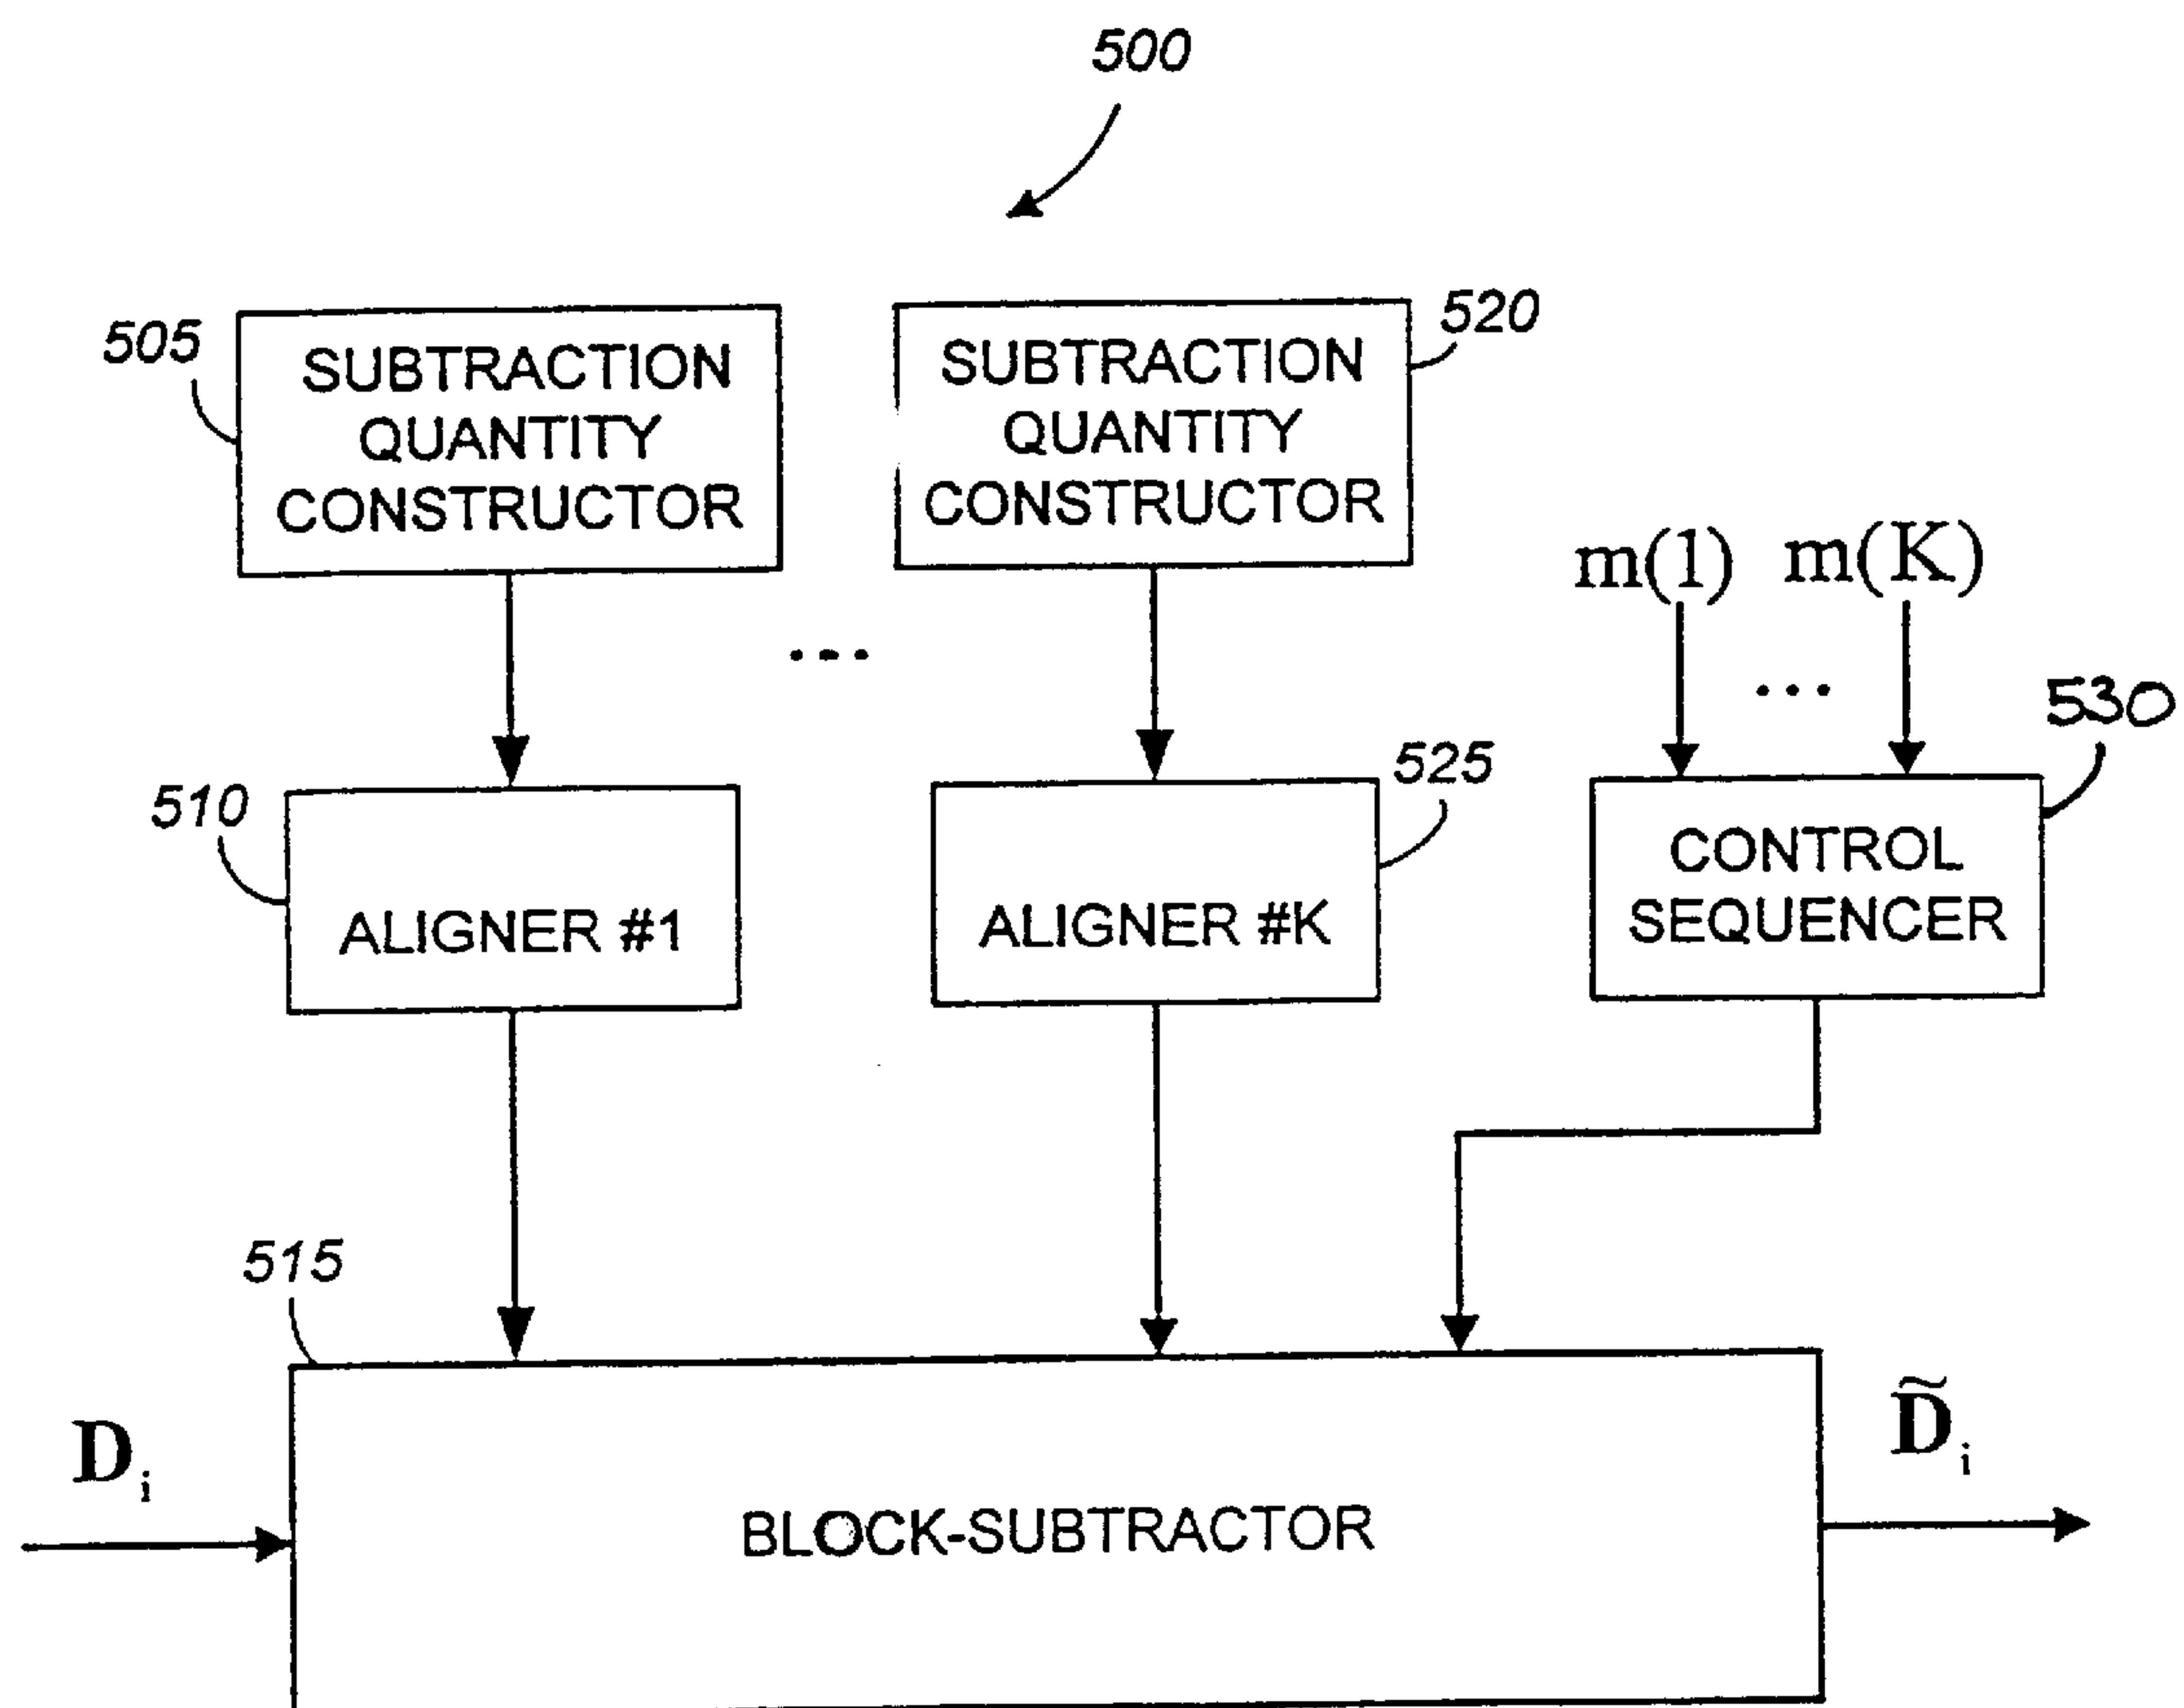 500
505
SUBTRACTION
QUANTITY
CONSTRUCTOR
520
SUBTRACTION
QUANTITY
CONSTRUCTOR
m(1) m(K)
...
...
530
510
ALIGNER #1
525
ALIGNER #K
CONTROL
SEQUENCER
515
D_i
BLOCK-SUBTRACTOR
D̃_i